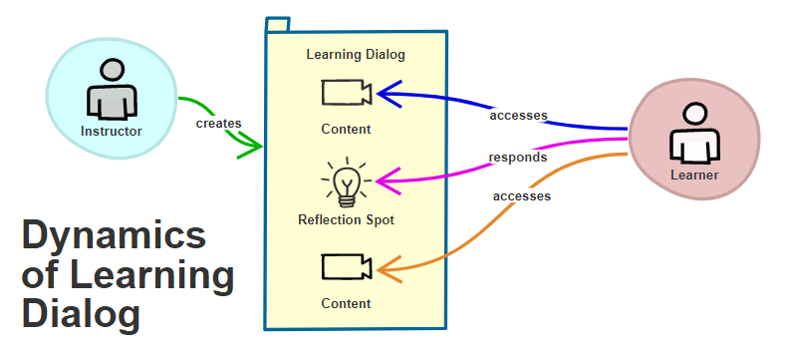 Learning Dialog
Content
Instructor
creates
accesses
responds
Learner
accesses
Reflection Spot
Content
Dynamics
of Learning
Dialog